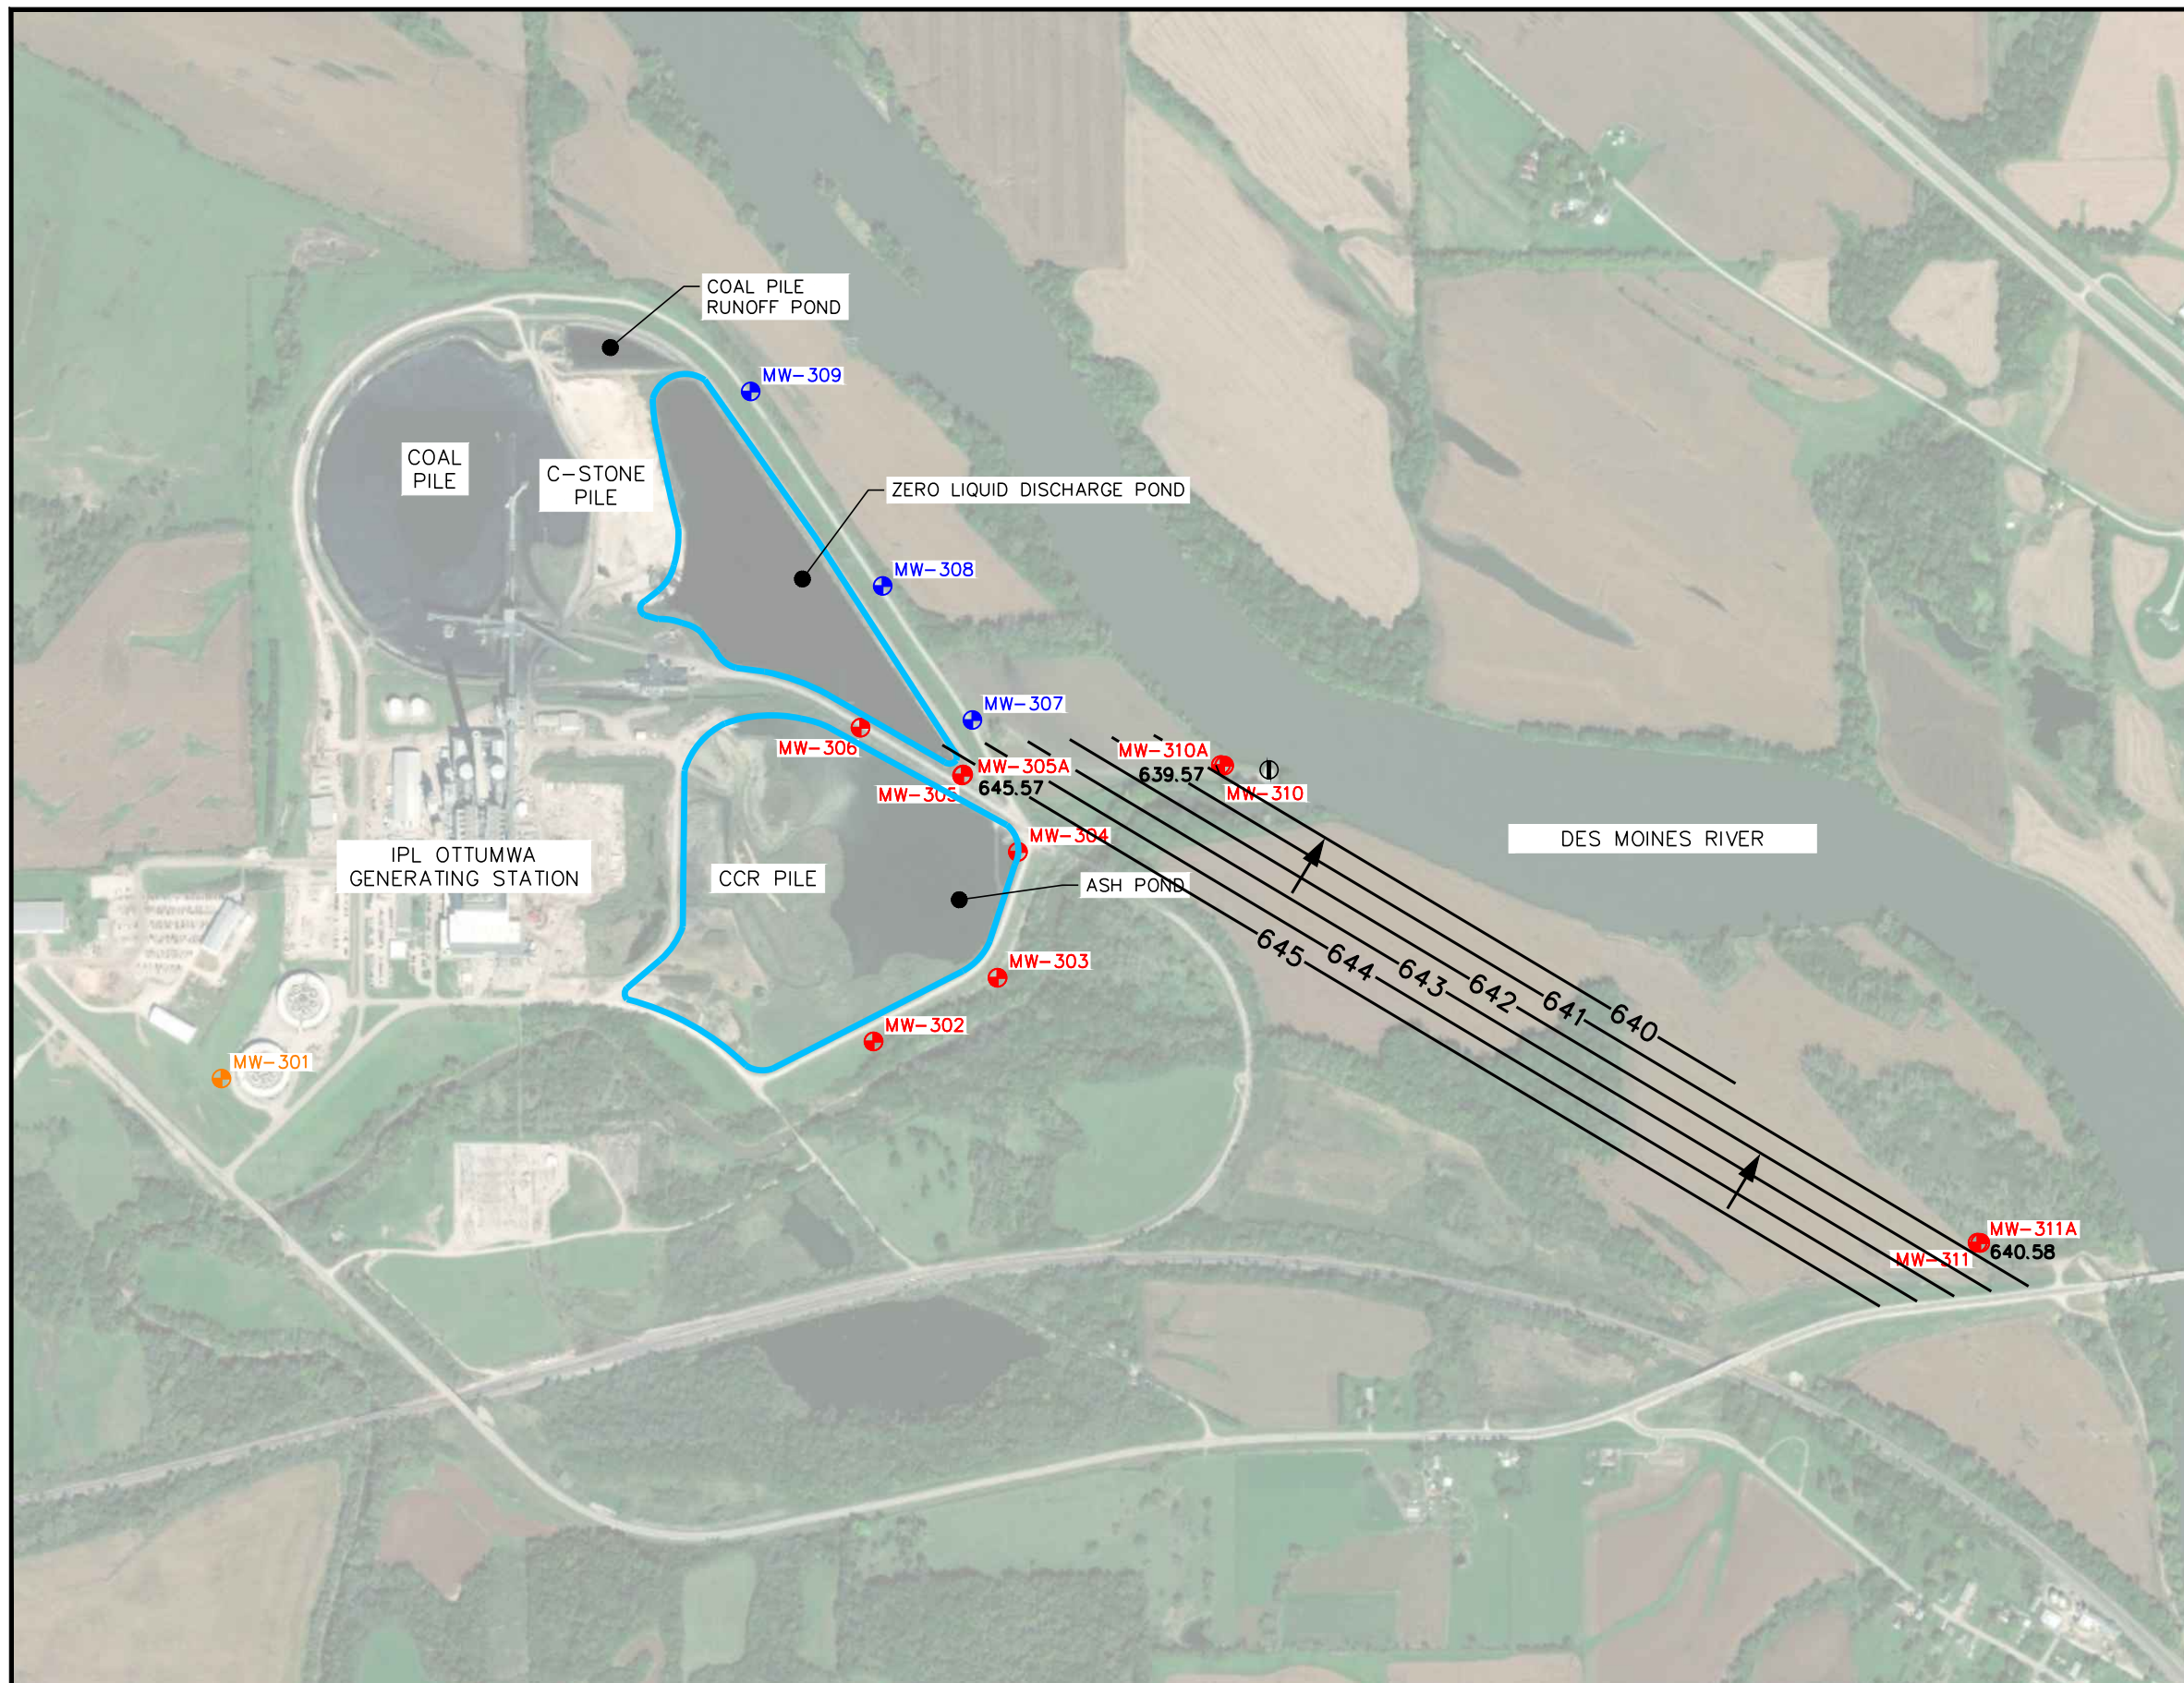 COAL PILE
RUNOFF POND
MW-309
COAL
PILE
C-STONE
PILE
ZERO LIQUID DISCHARGE POND
MW-308
MW-307
MW-306
MW-310A
639.57
MW-310
MW-305A
645.57
MW-305
MW-304
DES MOINES RIVER
IPL OTTUMWA
GENERATING STATION
CCR PILE
ASH POND
MW-303
645
644
643
642
641
640
MW-302
MW-301
MW-311A
640.58
MW-311